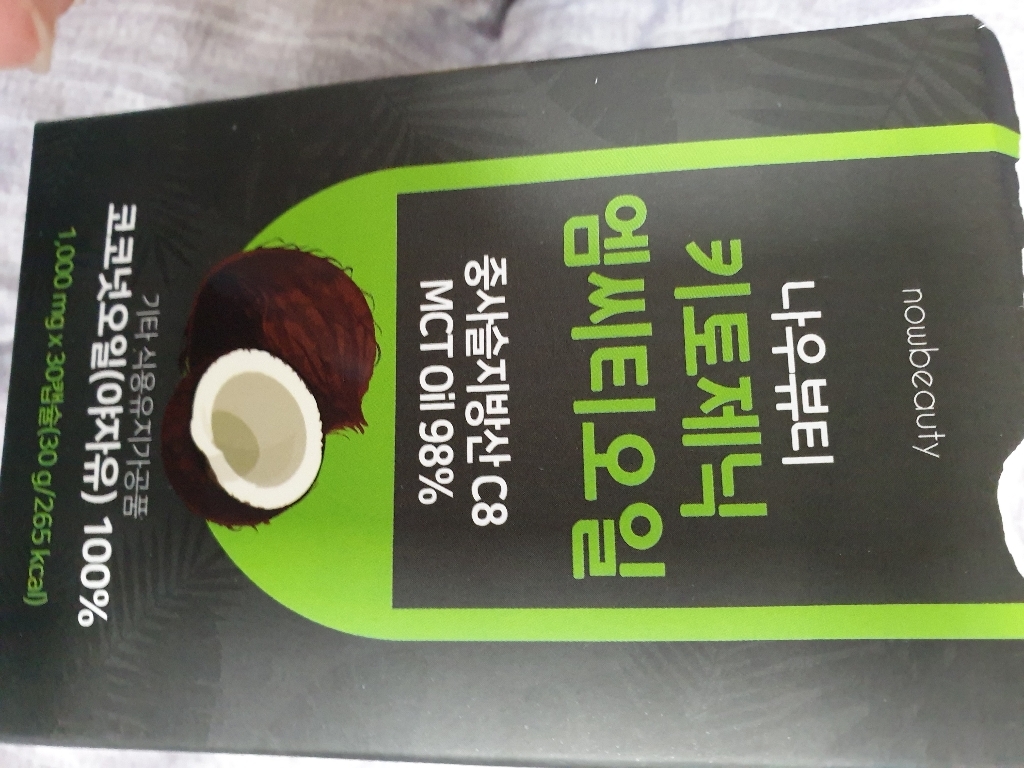 nowbeauty
나우뷰티
키토제닉
엠씨티오일
중사슬지방산 C8
MCT Oil 98%
기타 식용유지가공품
코코넛오일(야자유) 100%
1,000 mg x 30캡슐(30 g/265 kcal)